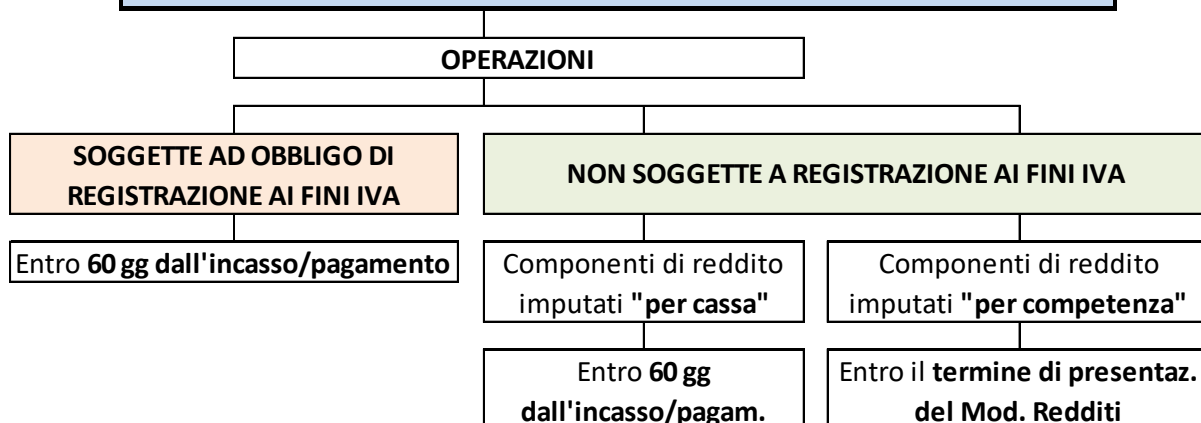 OPERAZIONI
SOGGETTE AD OBBLIGO DI
REGISTRAZIONE AI FINI IVA
NON SOGGETTE A REGISTRAZIONE AI FINI IVA
Entro 60 gg dall'incasso/pagamento
Componenti di reddito
imputati "per cassa"
Componenti di reddito
imputati "per competenza"
Entro 60 gg
dall'incasso/pagam.
Entro il termine di presentaz.
del Mod. Redditi